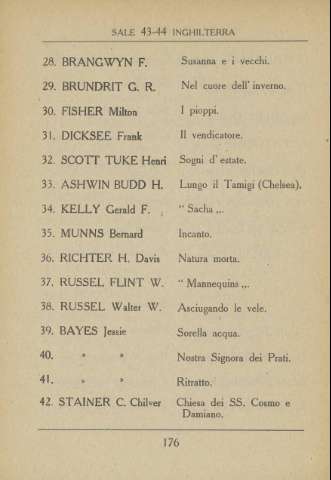 SALE 43-44 INGHILTERRA
28. BRANGWYN F. Susanna e i vecchi.
29. BRUNDRIT G. R. Nel cuore dell' inverno.
30. FISHER Milton I pioppi.
31. DICKSEE Frank Il vendicatore.
32. SCOTT TUKE Henri Sogni d' estate.
33. ASHWIN BUDD H. Lungo il Tamigi (Chelsea).
34. KELLY Gerald F. " Sacha ,,.
35. MUNNS Bernard Incanto.
36. RICHTER H. Davis Natura morta.
37. RUSSEL FLINT W. " Mannequins ,,.
38. RUSSEL Walter W. Asciugando le vele.
39. BAYES Jessie Sorella acqua.
40. " " Nostra Signora dei Prati.
41. " " Ritratto.
42. STAINER C. Chilver Chiesa dei SS. Cosmo e
Damiano.
176